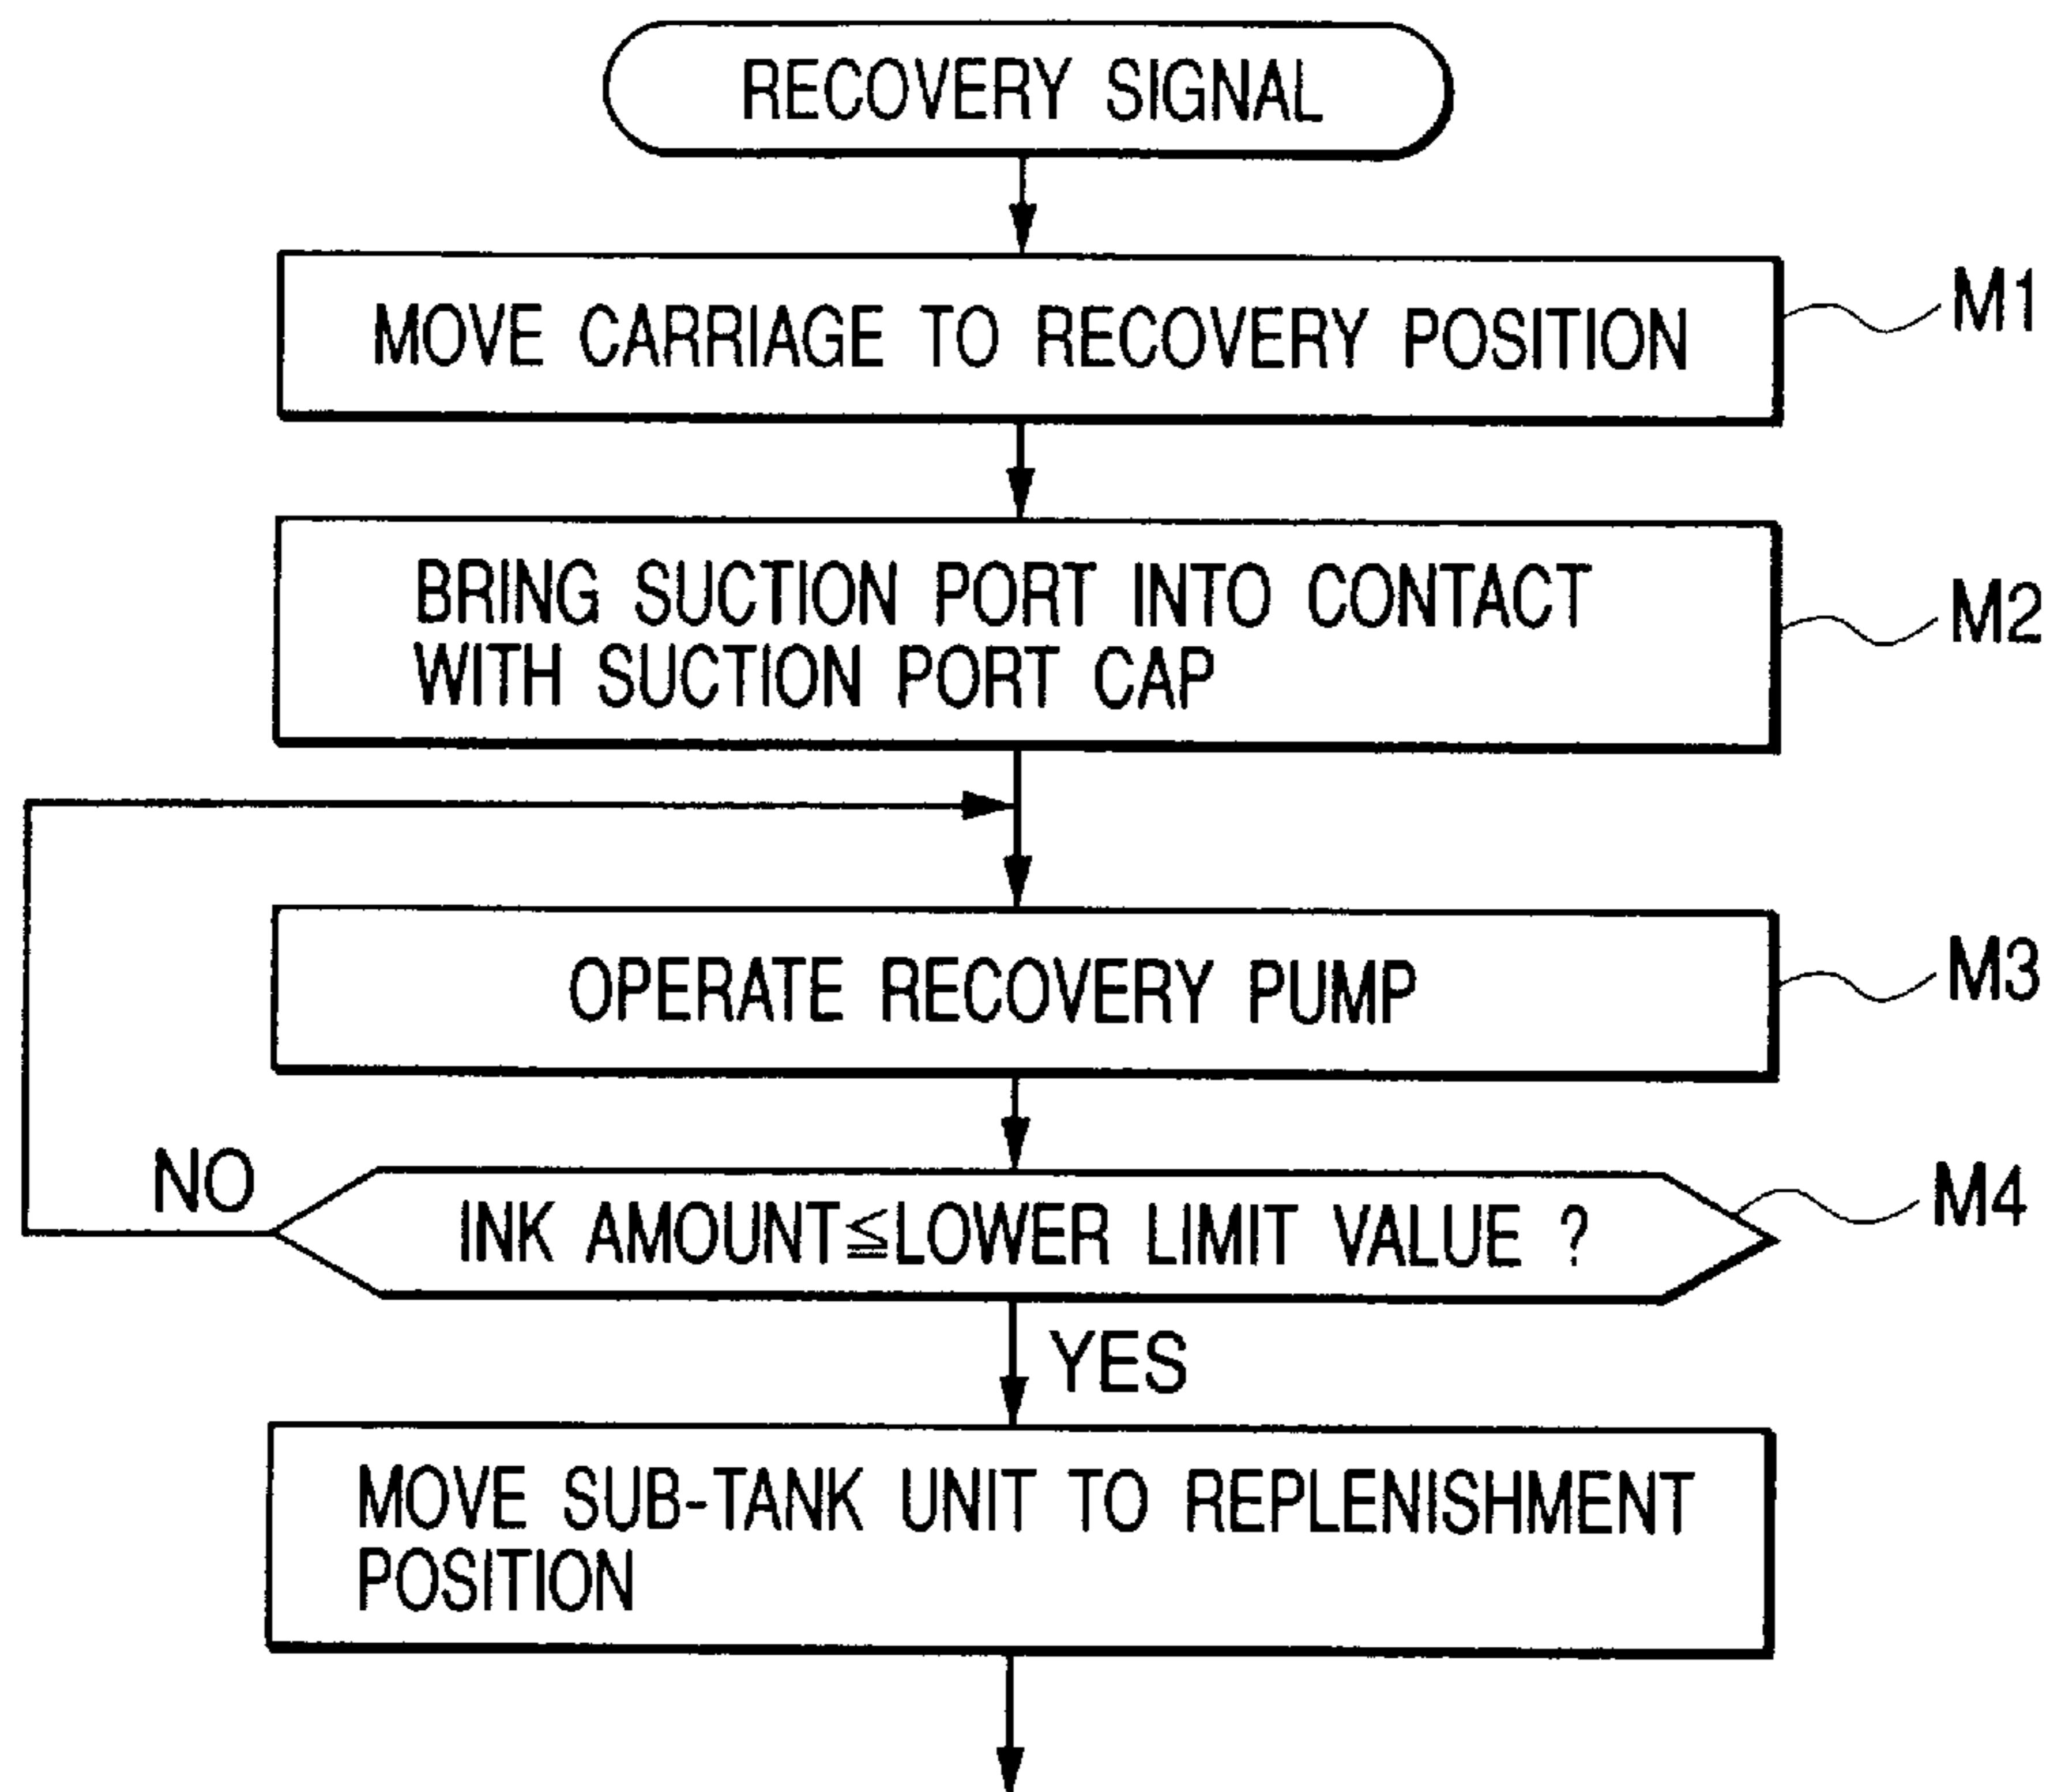 RECOVERY SIGNAL
MOVE CARRIAGE TO RECOVERY POSITION
M1
BRING SUCTION PORT INTO CONTACT
WITH SUCTION PORT CAP
M2
OPERATE RECOVERY PUMP
M3
NO
INK AMOUNT≦LOWER LIMIT VALUE ?
M4
YES
MOVE SUB-TANK UNIT TO REPLENISHMENT
POSITION